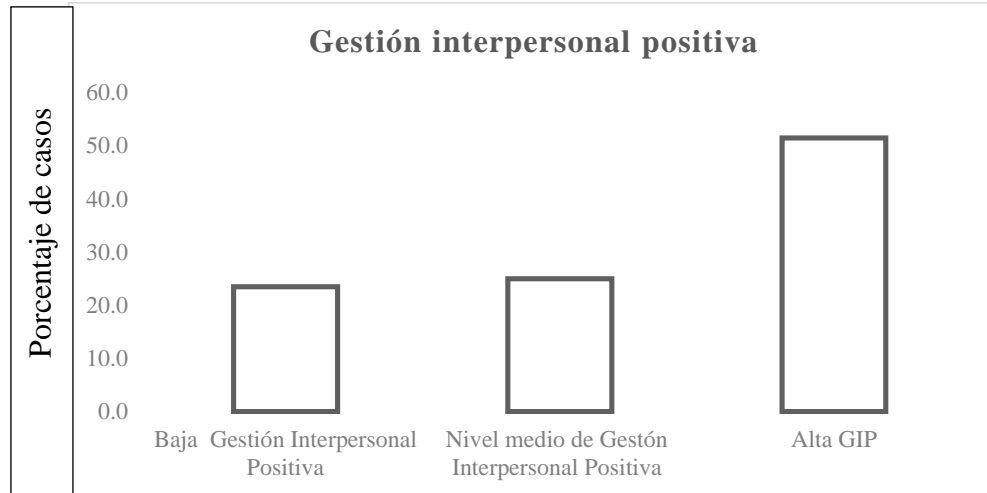 Gestión interpersonal positiva
Porcentaje de casos
60.0
50.0
40.0
30.0
20.0
10.0
0.0
Baja Gestión Interpersonal
Positiva
Nivel medio de Gestón
Interpersonal Positiva
Alta GIP